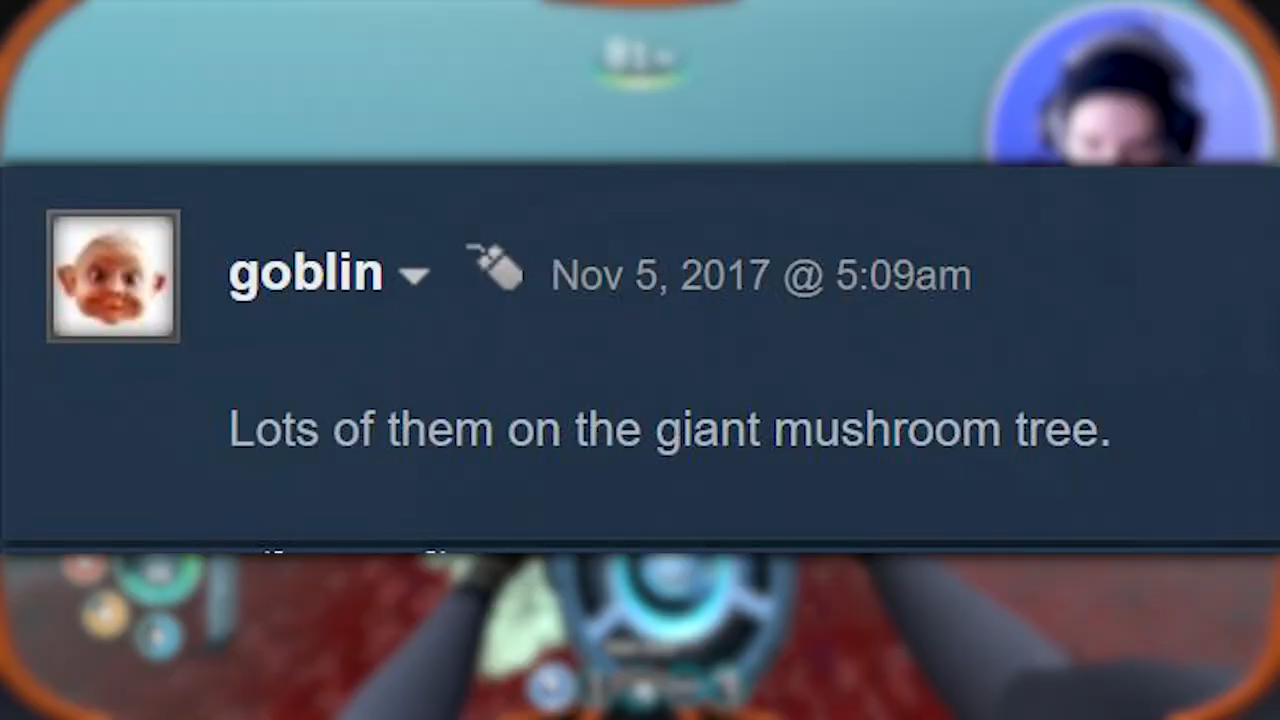 goblin Nov 5, 2017 @ 5:09am
Lots of them on the giant mushroom tree.